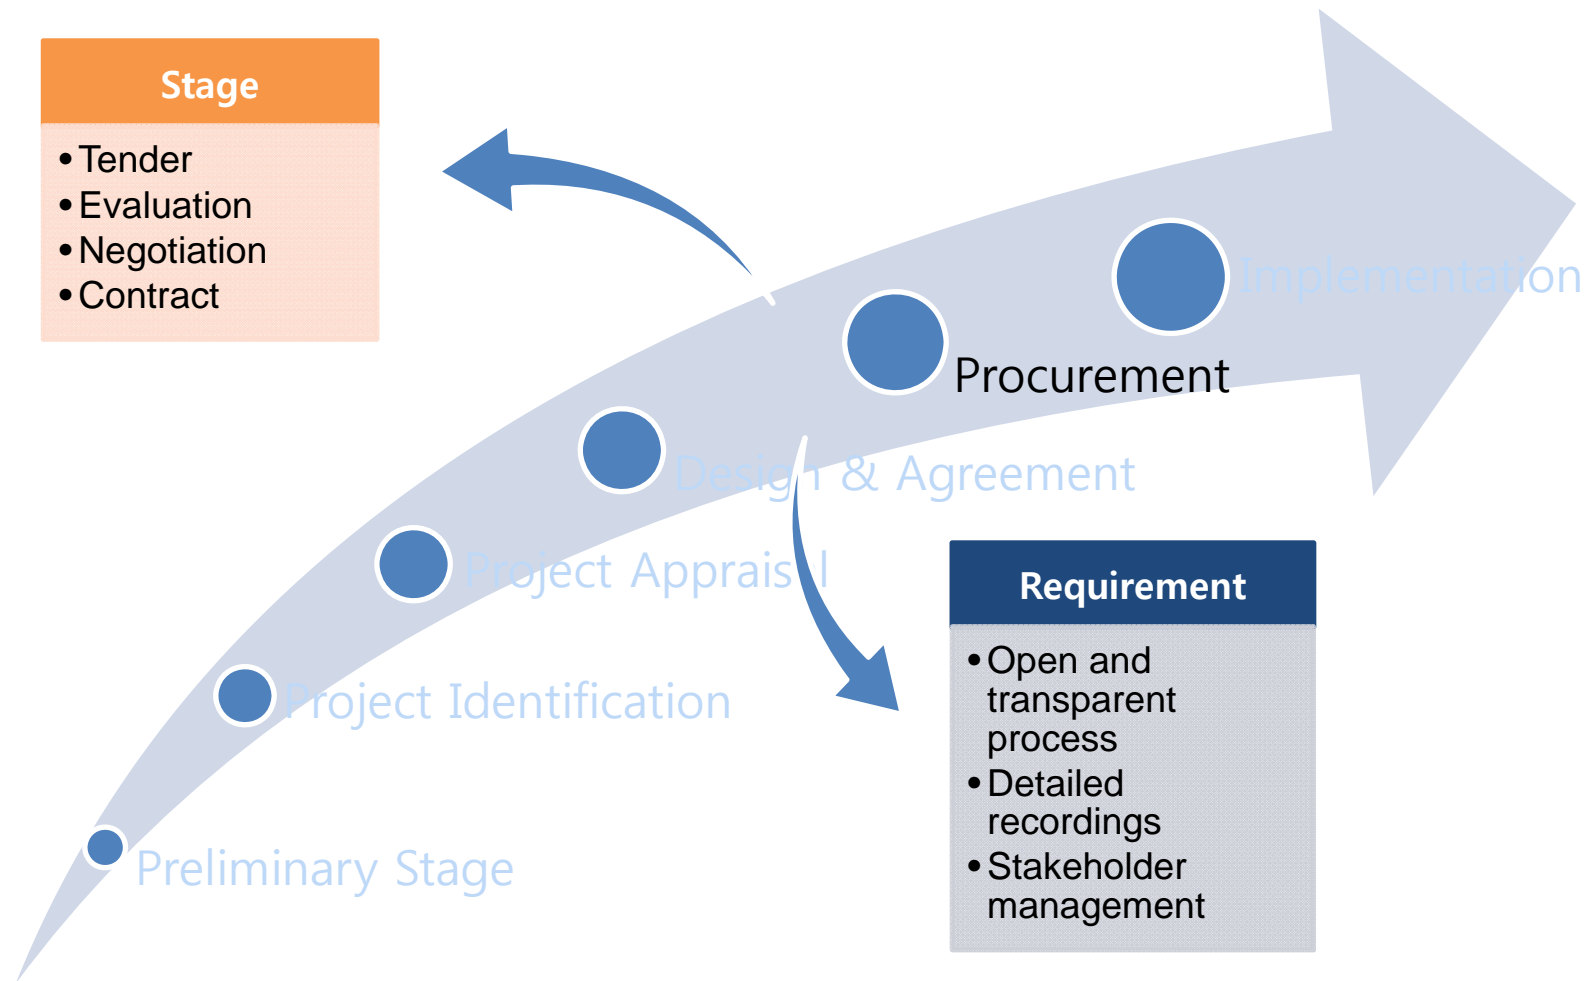 Stage
•Tender
•Evaluation
•Negotiation
•Contract
Implementation
Procurement
Design & Agreement
Project Appraisal
Project Identification
Preliminary Stage
Requirement
•Open and
transparent
process
•Detailed
recordings
•Stakeholder
management